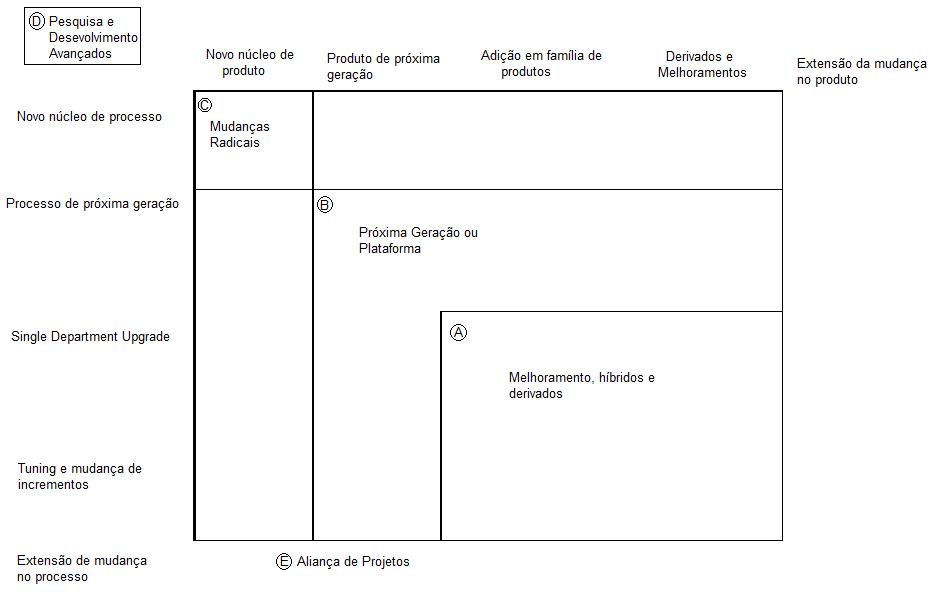 D Pesquisa e
Desevolvimento
Avançados
Novo núcleo de
produto
Produto de próxima
geração
Adição em família de
produtos
Derivados e
Melhoramentos
Extensão da mudança
no produto
Novo núcleo de processo
C
Mudanças
Radicais
Processo de próxima geração
B
Próxima Geração ou
Plataforma
Single Department Upgrade
A
Melhoramento, híbridos e
derivados
Tuning e mudança de
incrementos
Extensão de mudança
no processo
E Aliança de Projetos